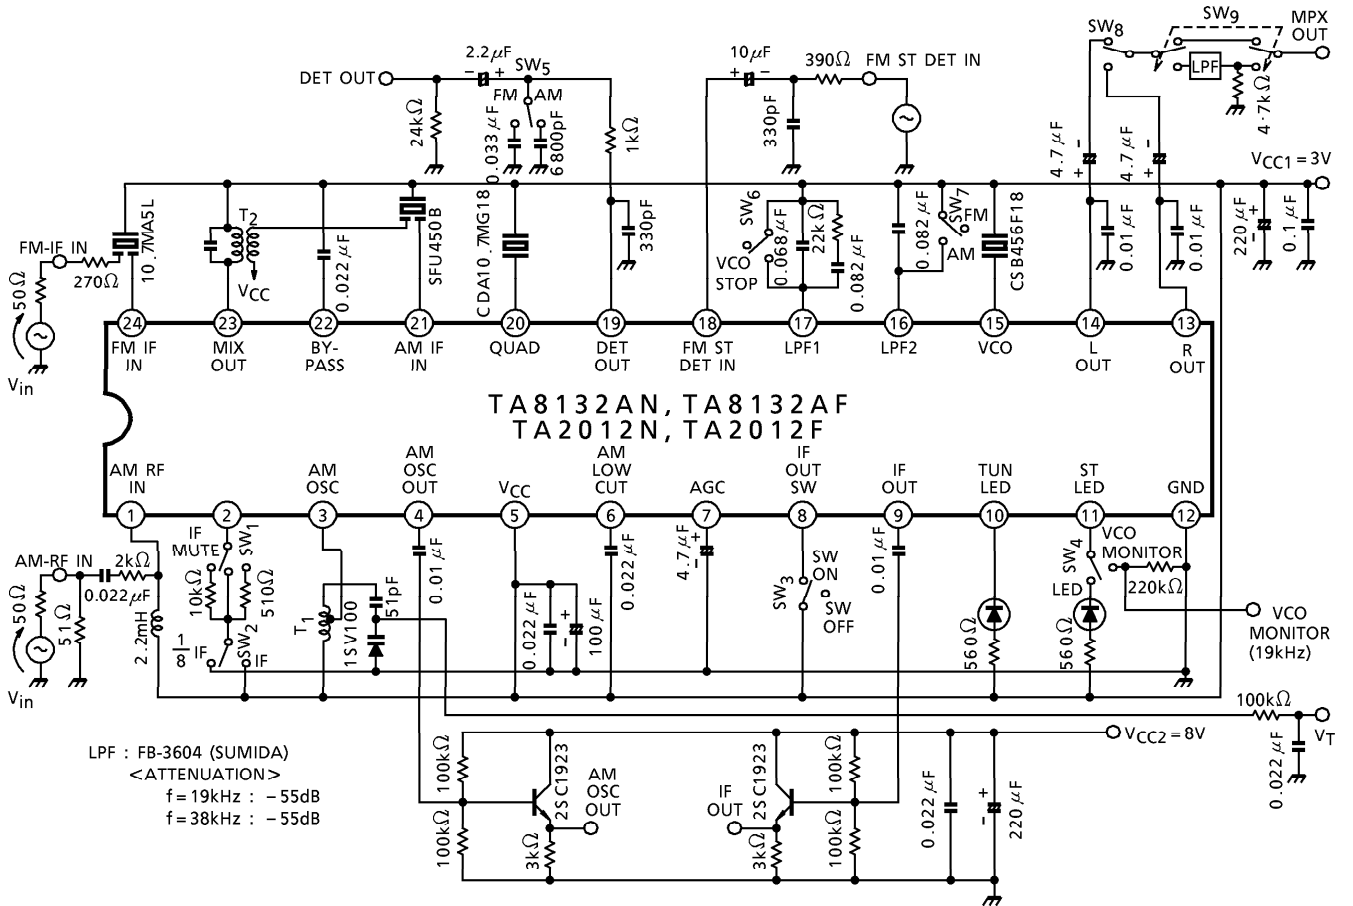 DET OUT
2.2μF
SW5
FM AM
24kΩ
0.033μF
6800pF
1kΩ
10μF
390Ω
FM ST DET IN
330pF
SW8
SW9
MPX OUT
LPF
4.7kΩ
4.7μF
4.7μF
VCC1=3V
FM-IF IN
50Ω
270Ω
Vin
10.7MA5L
T2
VCC
0.022μF
SFU450B
CDA10.7MG18
330pF
SW6
VCO STOP
0.068μF
22kΩ
0.082μF
0.082μF
SW7
FM
AM
CSB456F18
0.01μF
0.01μF
220μF
0.1μF
24 23 22 21 20 19 18 17 16 15 14 13
FM IF IN
MIX OUT
BY-PASS
AM IF IN
QUAD
DET OUT
FM ST DET IN
LPF1
LPF2
VCO
L OUT
R OUT
TA8132AN, TA8132AF
TA2012N, TA2012F
AM RF IN
AM OSC
AM OSC OUT
VCC
AM LOW CUT
AGC
IF OUT SW
IF OUT
TUN LED
ST LED
GND
1 2 3 4 5 6 7 8 9 10 11 12
AM-RF IN
50Ω
51Ω
Vin
2kΩ
0.022μF
2.2mH
IF MUTE
SW1
10kΩ
510Ω
SW2
1/8 IF
IF
T1
1SV100
51pF
0.01μF
0.022μF
100μF
0.022μF
4.7μF
SW3
SW ON
SW OFF
0.01μF
560Ω
SW4
LED
560Ω
VCO MONITOR
220kΩ
VCO
MONITOR
(19kHz)
100kΩ
VT
0.022μF
LPF : FB-3604 (SUMIDA)
<ATTENUATION>
f=19kHz : -55dB
f=38kHz : -55dB
100kΩ
100kΩ
2SC1923
AM OSC OUT
3kΩ
IF OUT
2SC1923
3kΩ
100kΩ
100kΩ
0.022μF
220μF
VCC2=8V